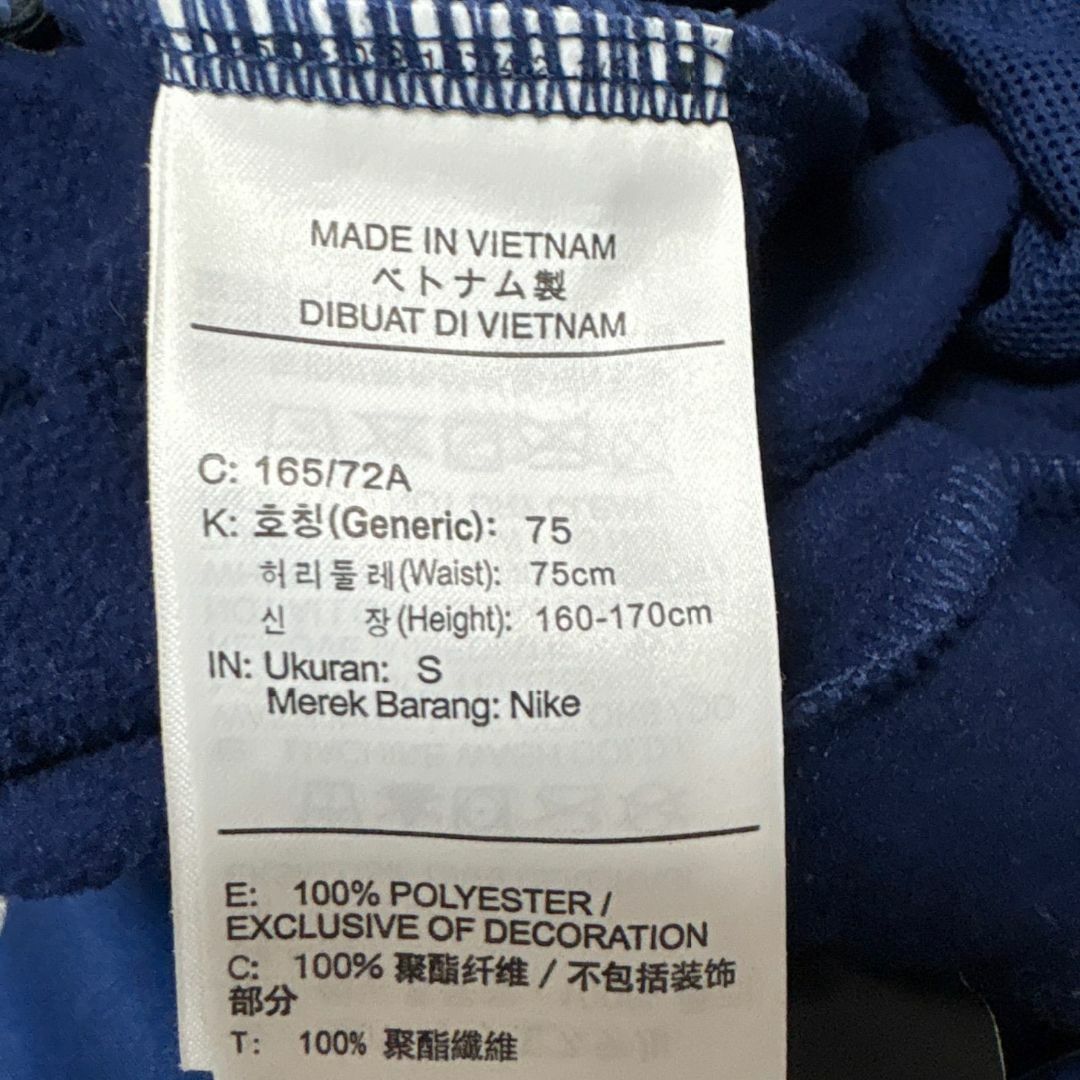 MADE IN VIETNAM
ベトナム製
DIBUAT DI VIETNAM
C: 165/72A
K: 호칭(Generic): 75
허리둘레(Waist): 75cm
신 장(Height): 160-170cm
IN: Ukuran: S
Merek Barang: Nike
E: 100% POLYESTER /
EXCLUSIVE OF DECORATION
C: 100% 聚酯纤维 / 不包括装饰
部分
T: 100% 聚酯纖維